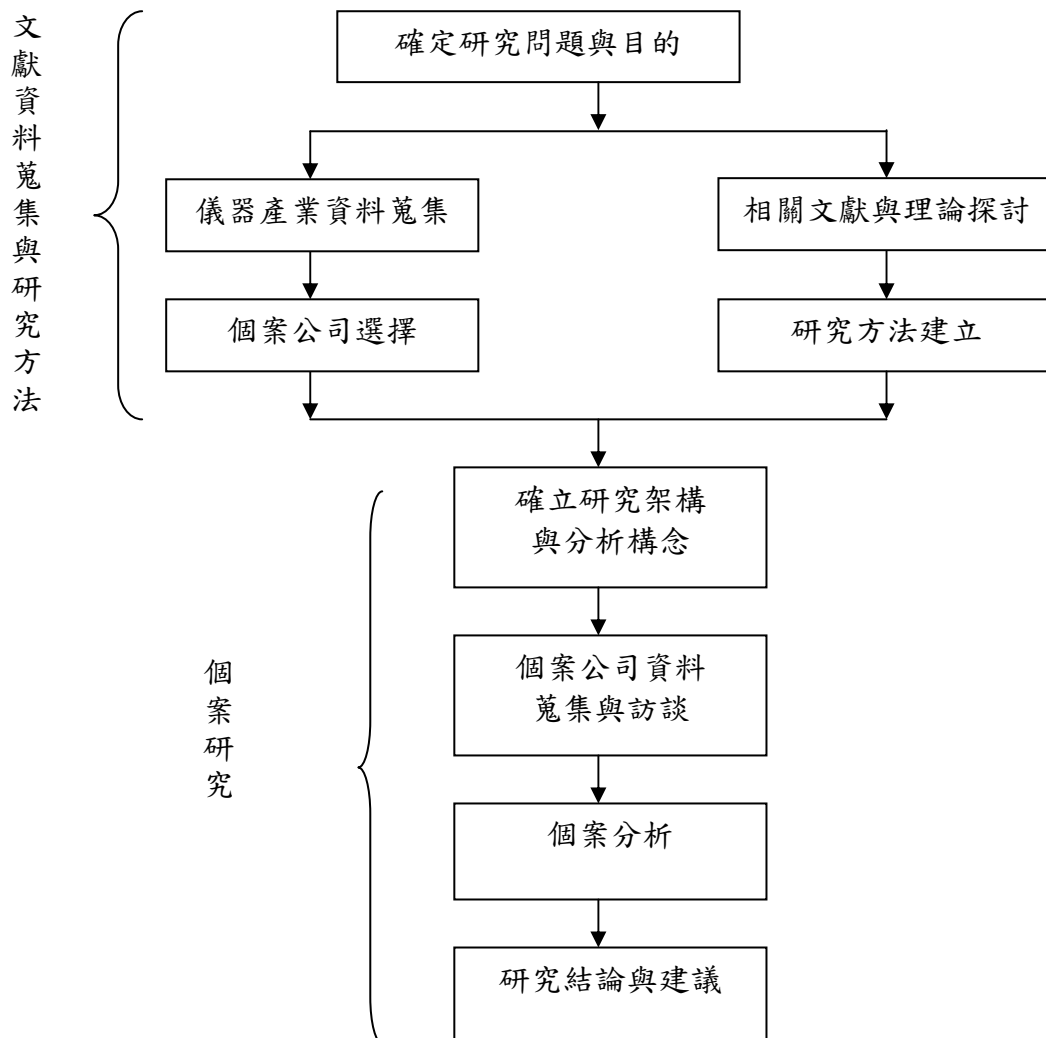 文獻資料蒐集與研究方法
確定研究問題與目的
儀器產業資料蒐集
相關文獻與理論探討
個案公司選擇
研究方法建立
個案研究
確立研究架構
與分析構念
個案公司資料
蒐集與訪談
個案分析
研究結論與建議